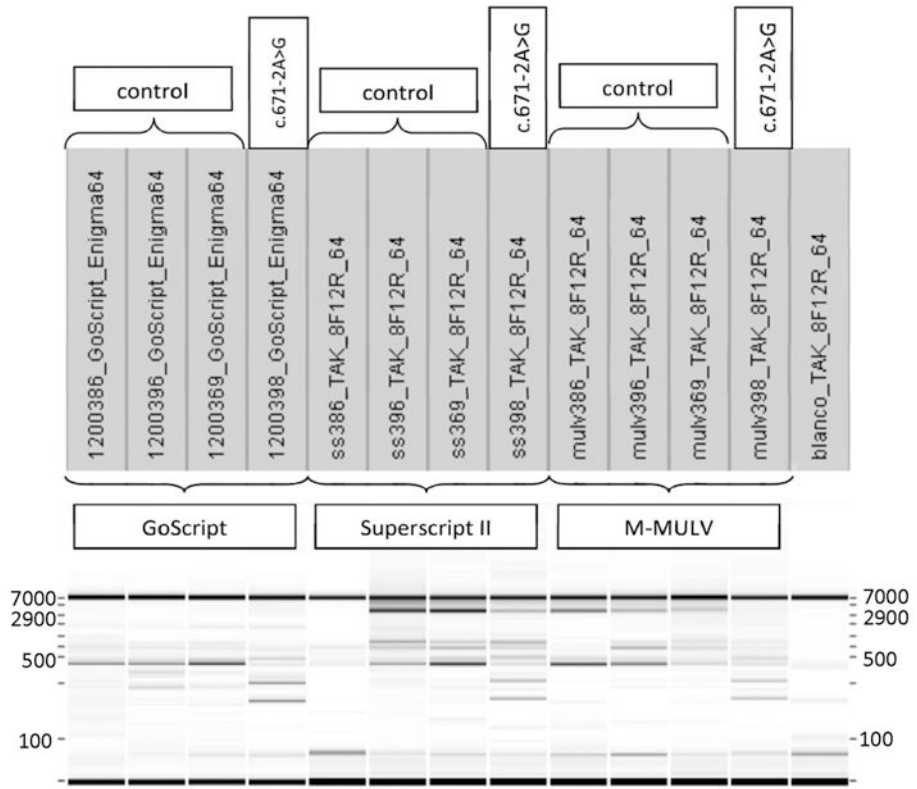 control
c.671-2A>G
control
c.671-2A>G
control
c.671-2A>G
1200386_GoScript_Enigma64
1200396_GoScript_Enigma64
1200369_GoScript_Enigma64
1200398_GoScript_Enigma64
ss386_TAK_8F12R_64
ss396_TAK_8F12R_64
ss369_TAK_8F12R_64
ss398_TAK_8F12R_64
mulv386_TAK_8F12R_64
mulv396_TAK_8F12R_64
mulv369_TAK_8F12R_64
mulv398_TAK_8F12R_64
blanco_TAK_8F12R_64
GoScript
Superscript II
M-MULV
7000
2900
500
100
7000
2900
500
100